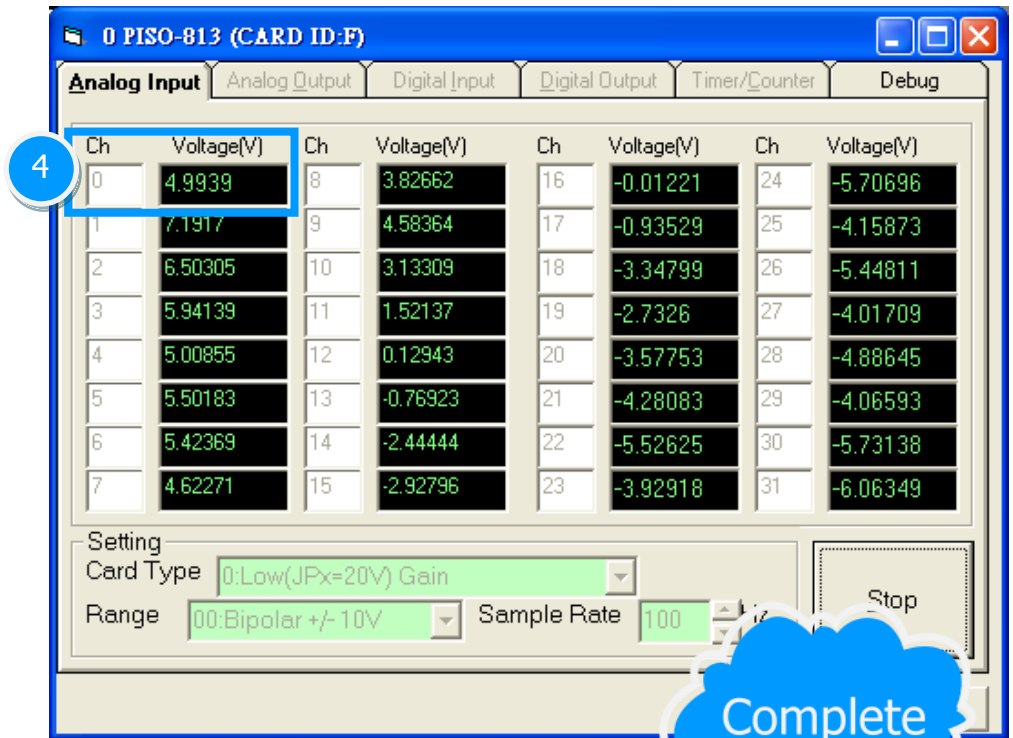 0 PISO-813 (CARD ID:F)
Analog Input Analog Output Digital Input Digital Output Timer/Counter Debug
Ch Voltage(V) Ch Voltage(V) Ch Voltage(V) Ch Voltage(V)
4
0 4.9939 8 3.82662 16 -0.01221 24 -5.70696
1 7.1917 9 4.58364 17 -0.93529 25 -4.15873
2 6.50305 10 3.13309 18 -3.34799 26 -5.44811
3 5.94139 11 1.52137 19 -2.7326 27 -4.01709
4 5.00855 12 0.12943 20 -3.57753 28 -4.88645
5 5.50183 13 -0.76923 21 -4.28083 29 -4.06593
6 5.42369 14 -2.44444 22 -5.52625 30 -5.73138
7 4.62271 15 -2.92796 23 -3.92918 31 -6.06349
Setting
Card Type 0:Low(JPx=20V) Gain
Range 00:Bipolar +/- 10V Sample Rate 100
Stop
Complete